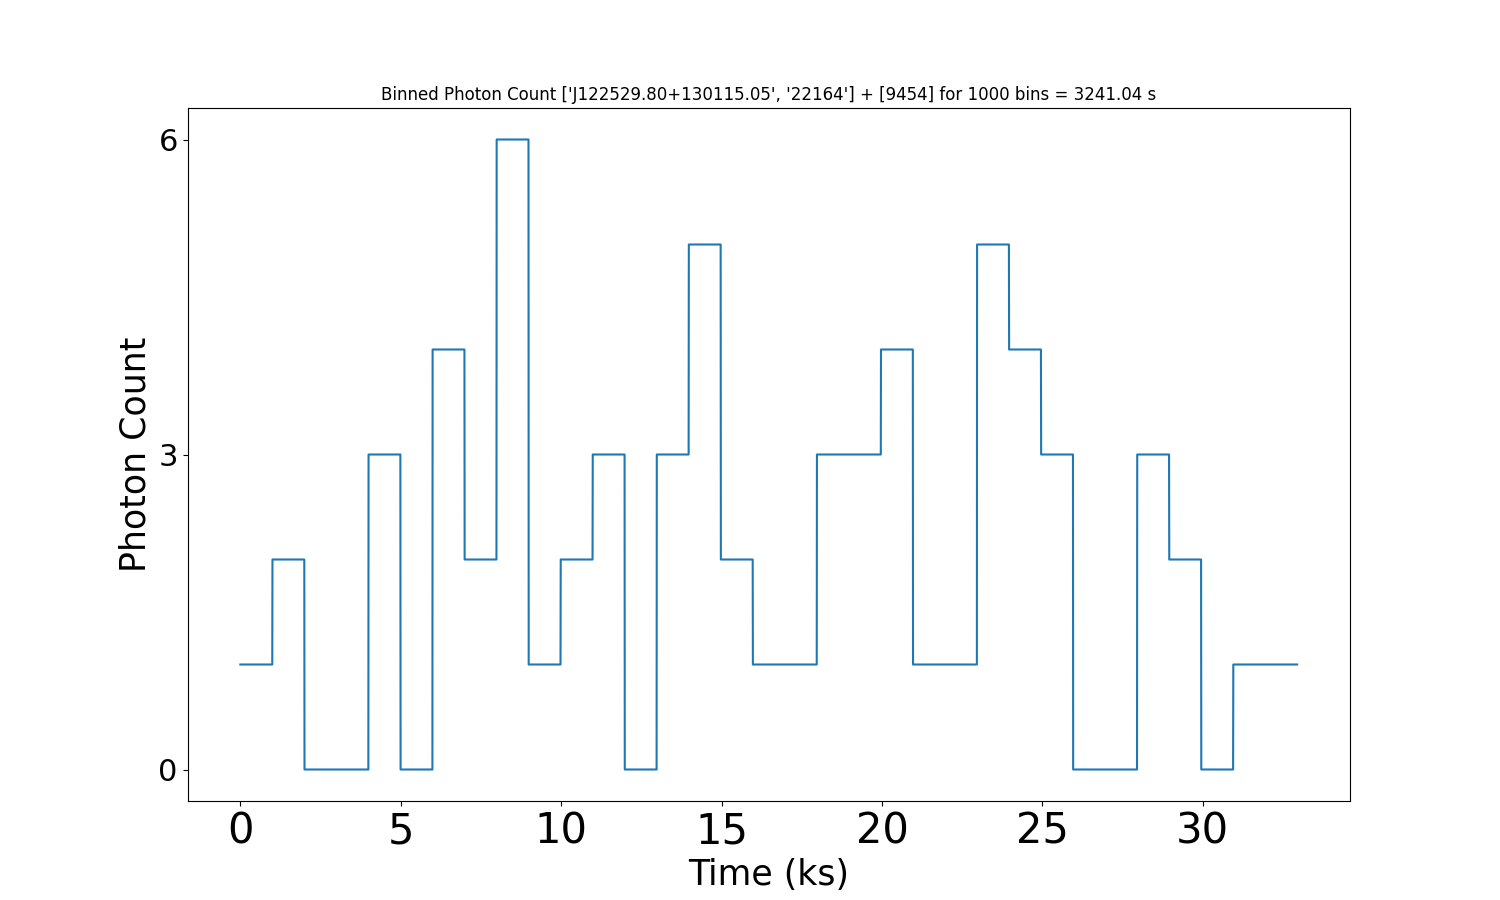 Binned Photon Count ['J122529.80+130115.05', '22164'] + [9454] for 1000 bins = 3241.04 s
6
3
0
Photon Count
0 5 10 15 20 25 30
Time (ks)